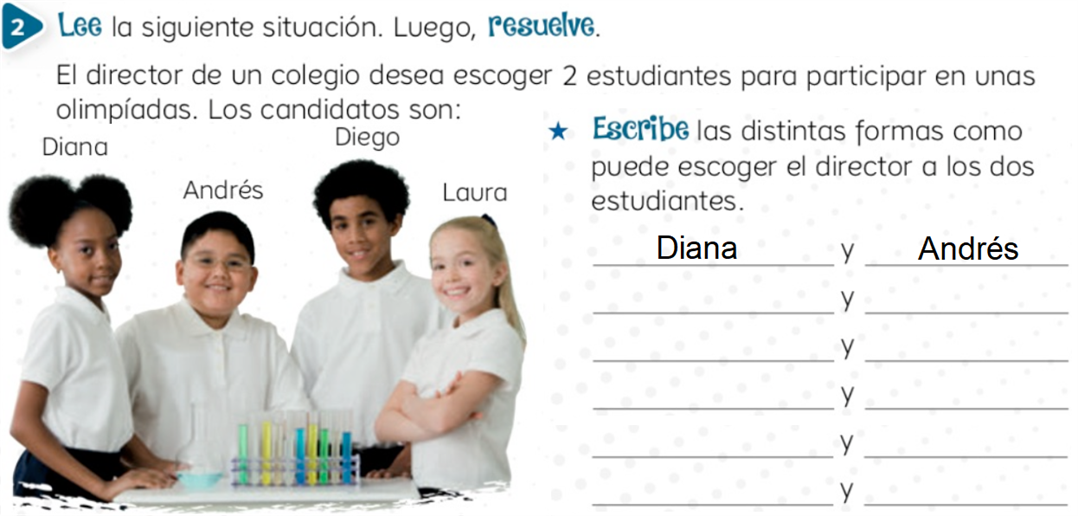 2 Lee la siguiente situación. Luego, resuelve.
El director de un colegio desea escoger 2 estudiantes para participar en unas
olimpíadas. Los candidatos son:
Diana
Andrés
Diego
Laura
★ Escribe las distintas formas como
puede escoger el director a los dos
estudiantes.
Diana y Andrés
y
y
y
y
y